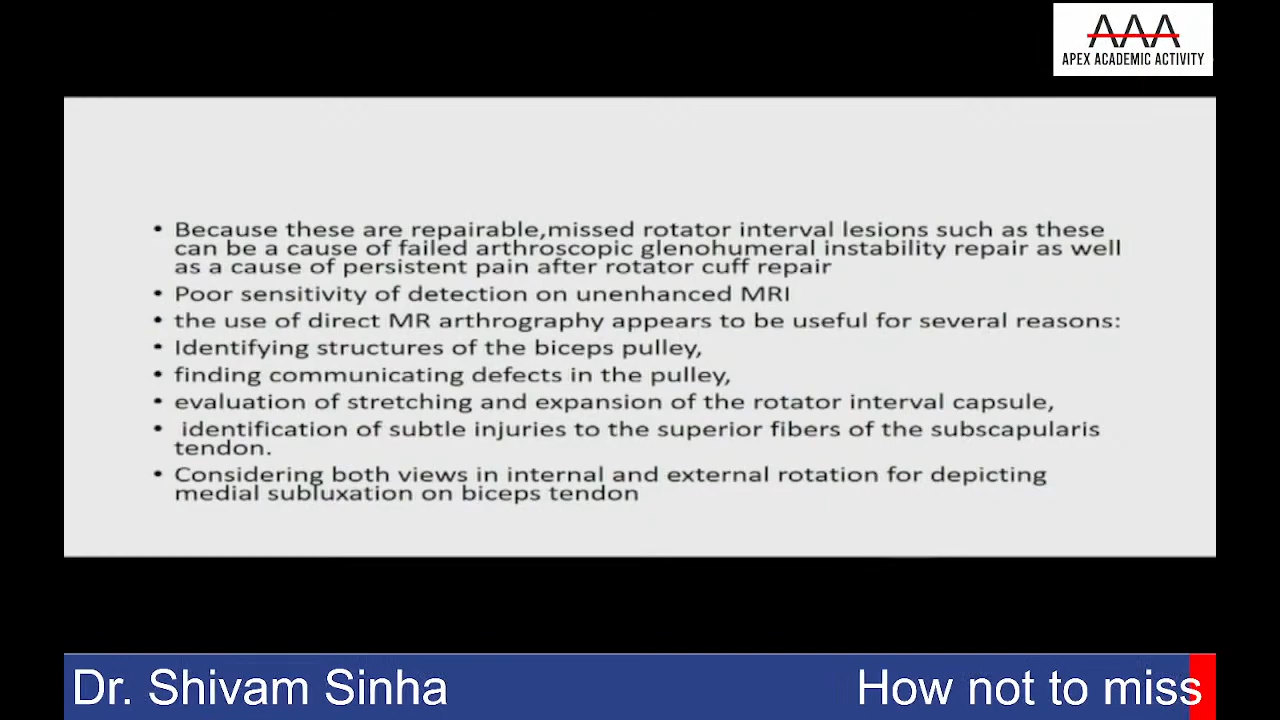 AAA
APEX ACADEMIC ACTIVITY
• Because these are repairable,missed rotator interval lesions such as these
can be a cause of failed arthroscopic glenohumeral instability repair as well
as a cause of persistent pain after rotator cuff repair
• Poor sensitivity of detection on unenhanced MRI
• the use of direct MR arthrography appears to be useful for several reasons:
• Identifying structures of the biceps pulley,
• finding communicating defects in the pulley,
• evaluation of stretching and expansion of the rotator interval capsule,
• identification of subtle injuries to the superior fibers of the subscapularis
tendon.
• Considering both views in internal and external rotation for depicting
medial subluxation on biceps tendon
Dr. Shivam Sinha
How not to miss